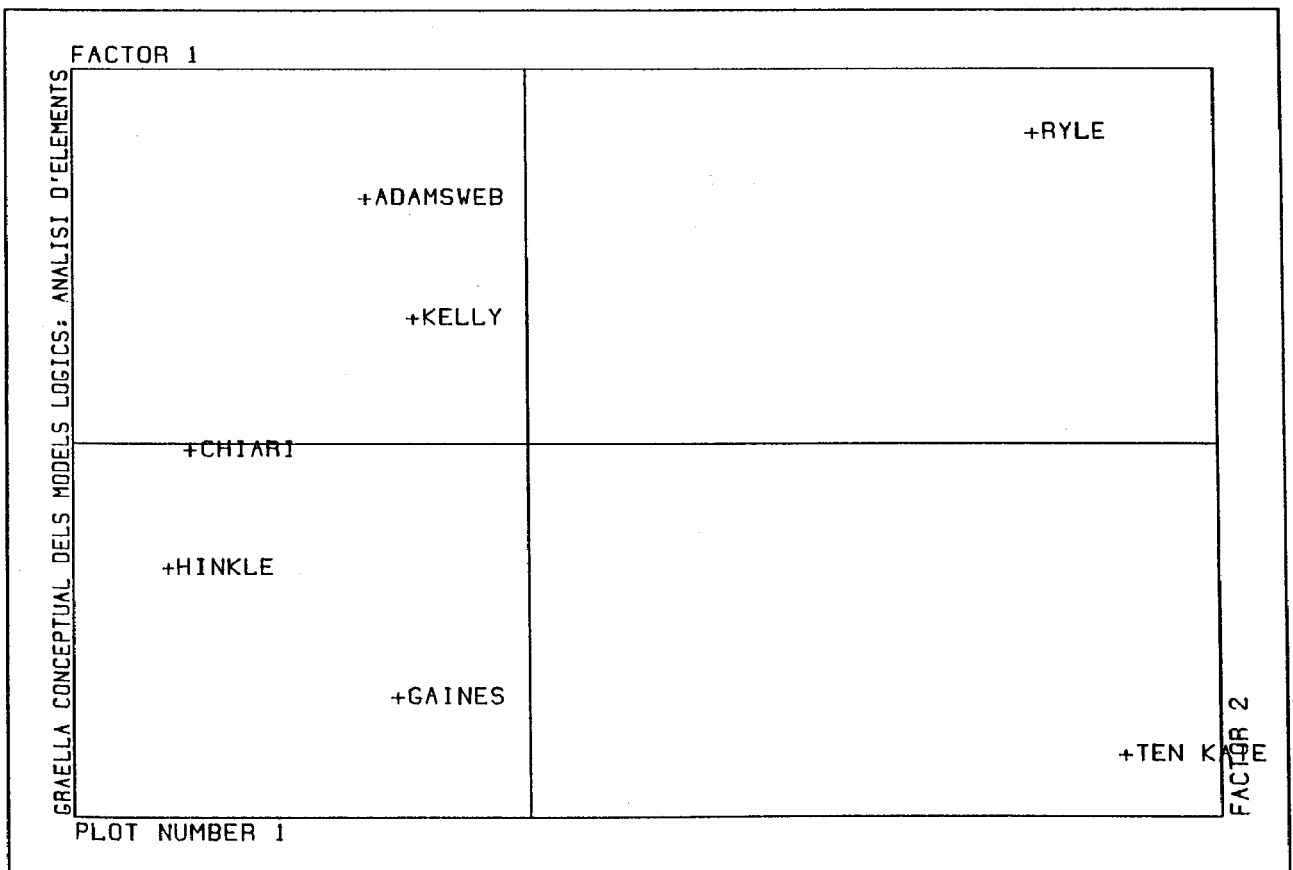 FACTOR 1
GRAELLA CONCEPTUAL DELS MODELS LOGICS: ANALISI D'ELEMENTS
+RYLE
+ADAMSWEB
+KELLY
+CHIARI
+HINKLE
+GAINES
+TEN KATE
FACTOR 2
PLOT NUMBER 1